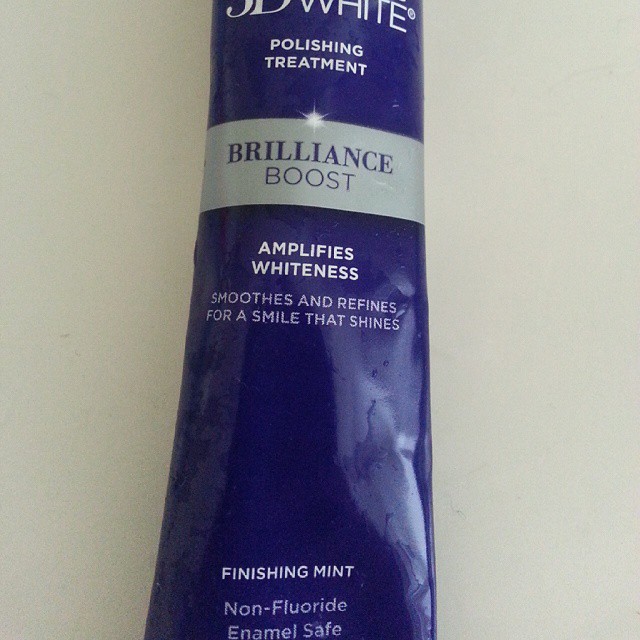 3D WHITE®
POLISHING
TREATMENT
BRILLIANCE
BOOST
AMPLIFIES
WHITENESS
SMOOTHES AND REFINES
FOR A SMILE THAT SHINES
FINISHING MINT
Non-Fluoride
Enamel Safe